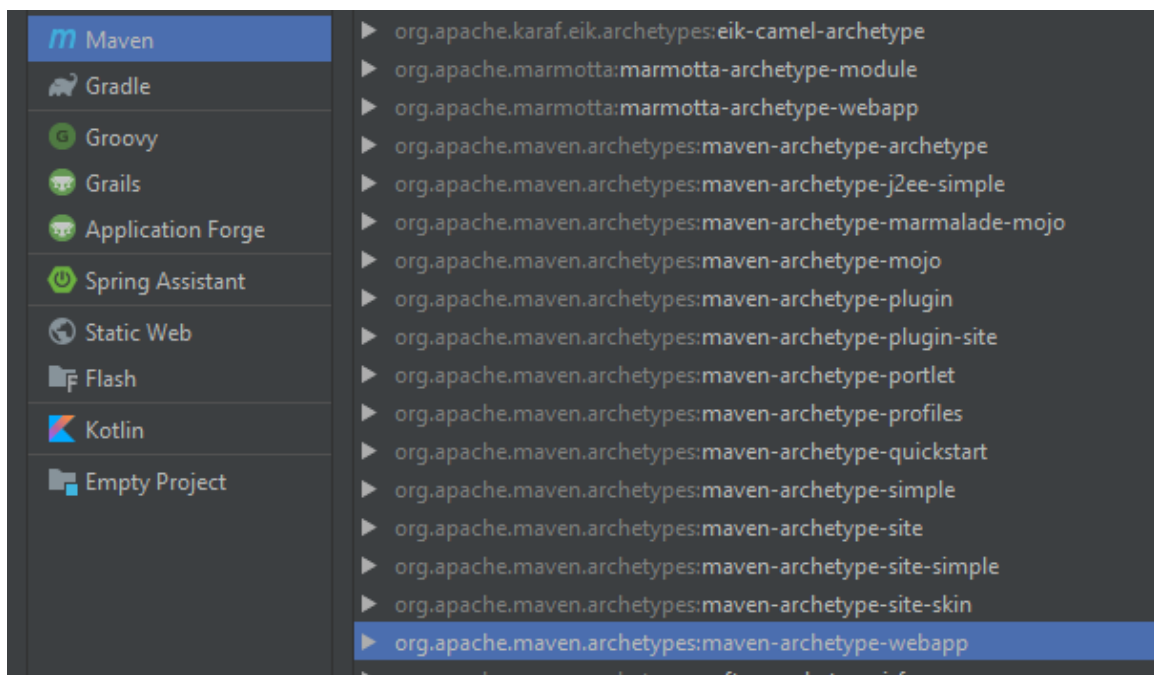 Maven
Gradle
Groovy
Grails
Application Forge
Spring Assistant
Static Web
Flash
Kotlin
Empty Project
org.apache.karaf.eik.archetypes:eik-camel-archetype
org.apache.marmotta:marmotta-archetype-module
org.apache.marmotta:marmotta-archetype-webapp
org.apache.maven.archetypes:maven-archetype-archetype
org.apache.maven.archetypes:maven-archetype-j2ee-simple
org.apache.maven.archetypes:maven-archetype-marmalade-mojo
org.apache.maven.archetypes:maven-archetype-mojo
org.apache.maven.archetypes:maven-archetype-plugin
org.apache.maven.archetypes:maven-archetype-plugin-site
org.apache.maven.archetypes:maven-archetype-portlet
org.apache.maven.archetypes:maven-archetype-profiles
org.apache.maven.archetypes:maven-archetype-quickstart
org.apache.maven.archetypes:maven-archetype-simple
org.apache.maven.archetypes:maven-archetype-site
org.apache.maven.archetypes:maven-archetype-site-simple
org.apache.maven.archetypes:maven-archetype-site-skin
org.apache.maven.archetypes:maven-archetype-webapp